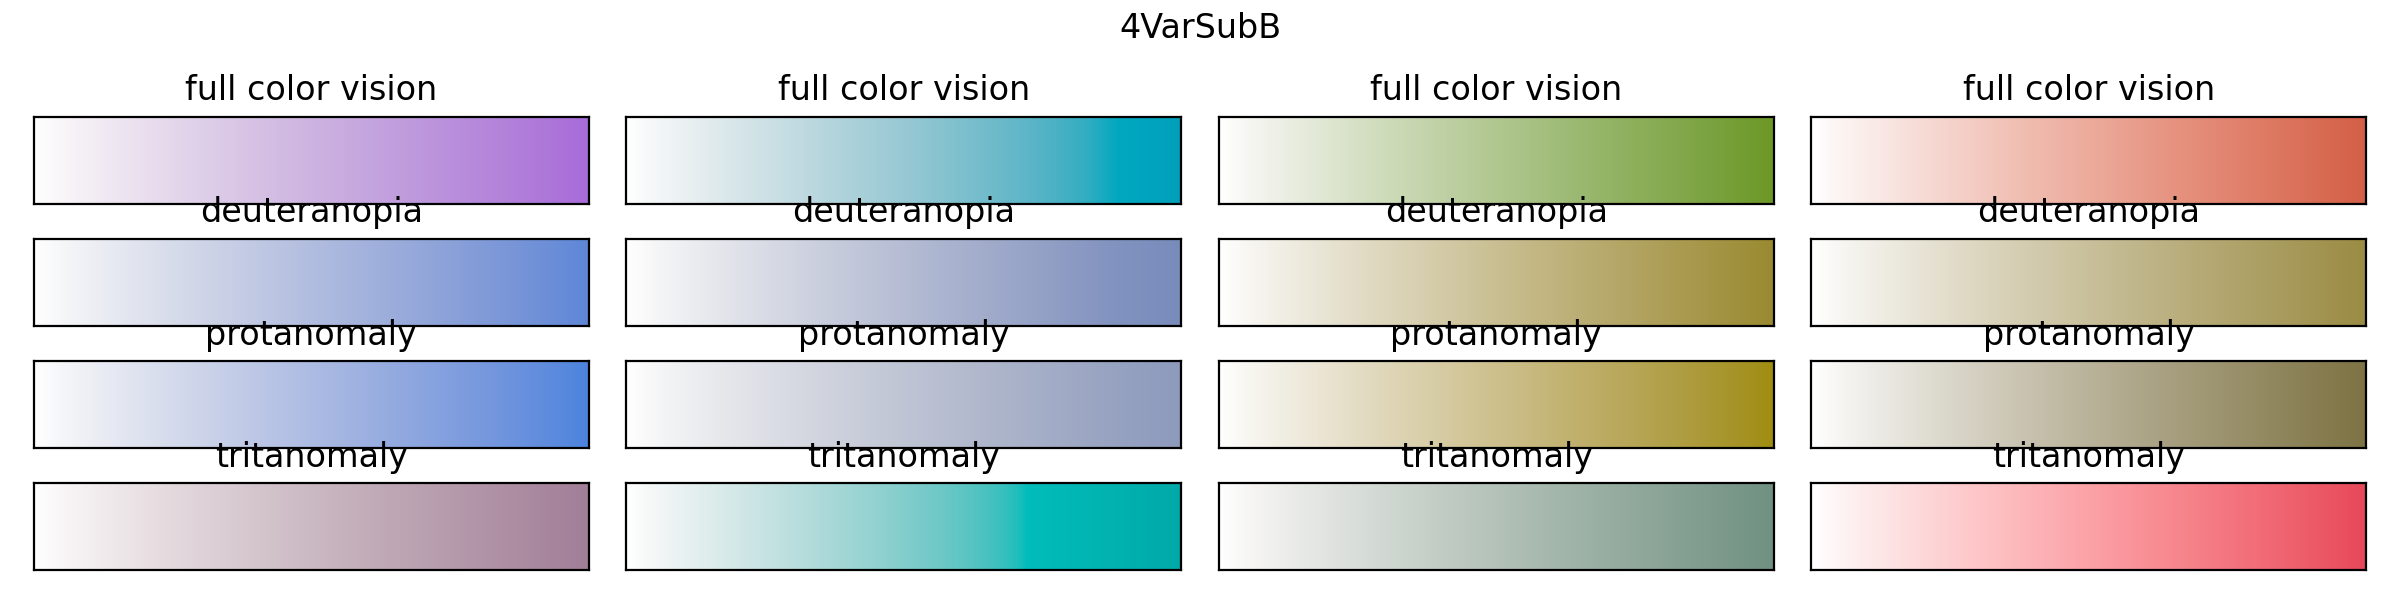 4VarSubB
full color vision full color vision full color vision full color vision
deuteranopia deuteranopia deuteranopia deuteranopia
protanomaly protanomaly protanomaly protanomaly
tritanomaly tritanomaly tritanomaly tritanomaly